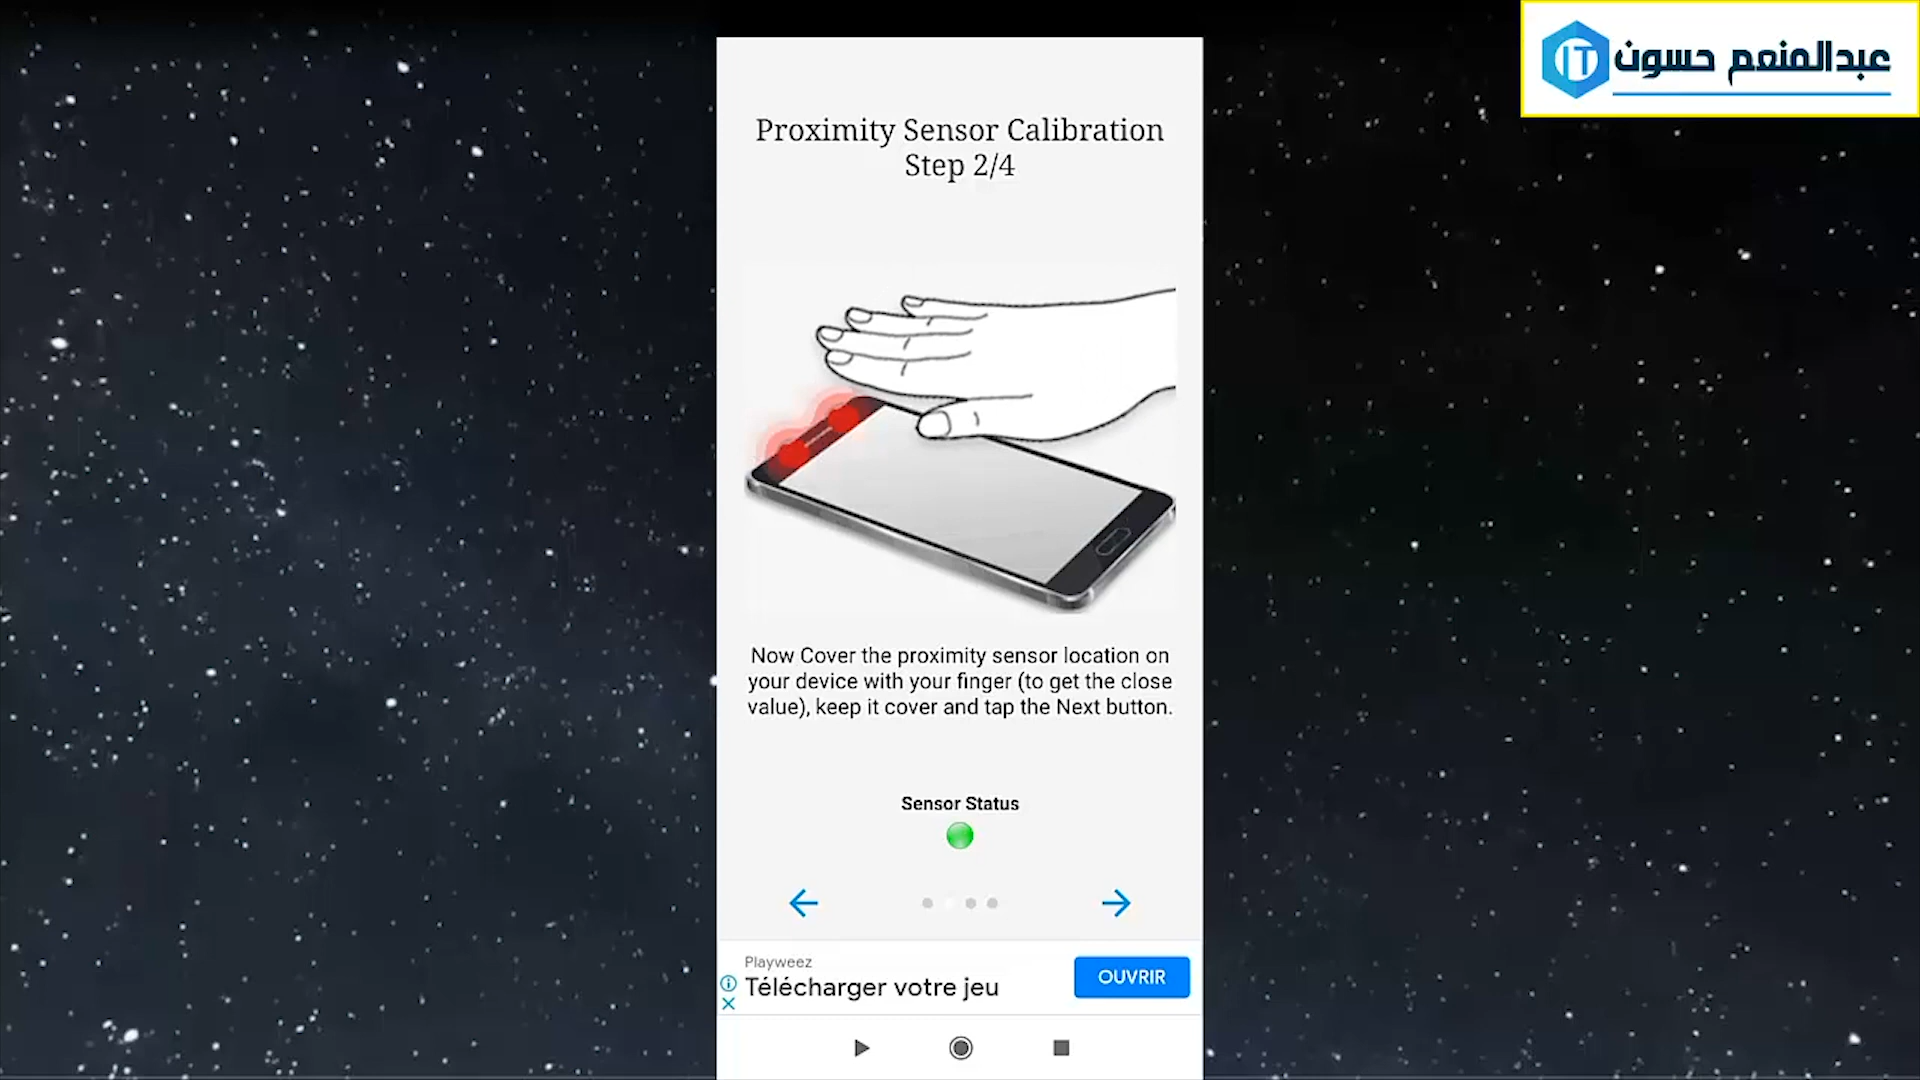 IT عبدالمنعم حسون
Proximity Sensor Calibration
Step 2/4
Now Cover the proximity sensor location on
your device with your finger (to get the close
value), keep it cover and tap the Next button.
Sensor Status
Playweez
Télécharger votre jeu
OUVRIR